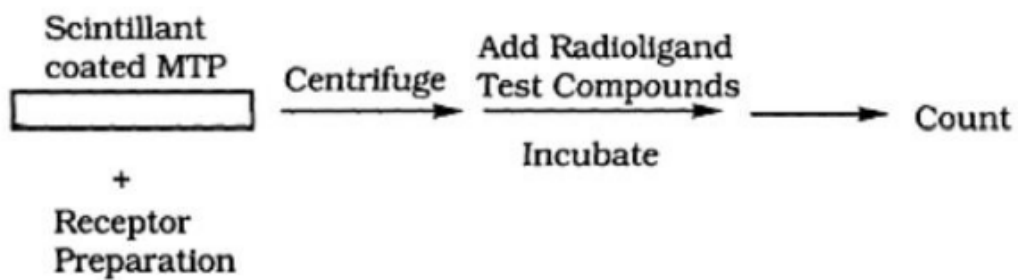 Scintillant
coated MTP
+
Receptor
Preparation
Centrifuge
Add Radioligand
Test Compounds
Incubate
Count